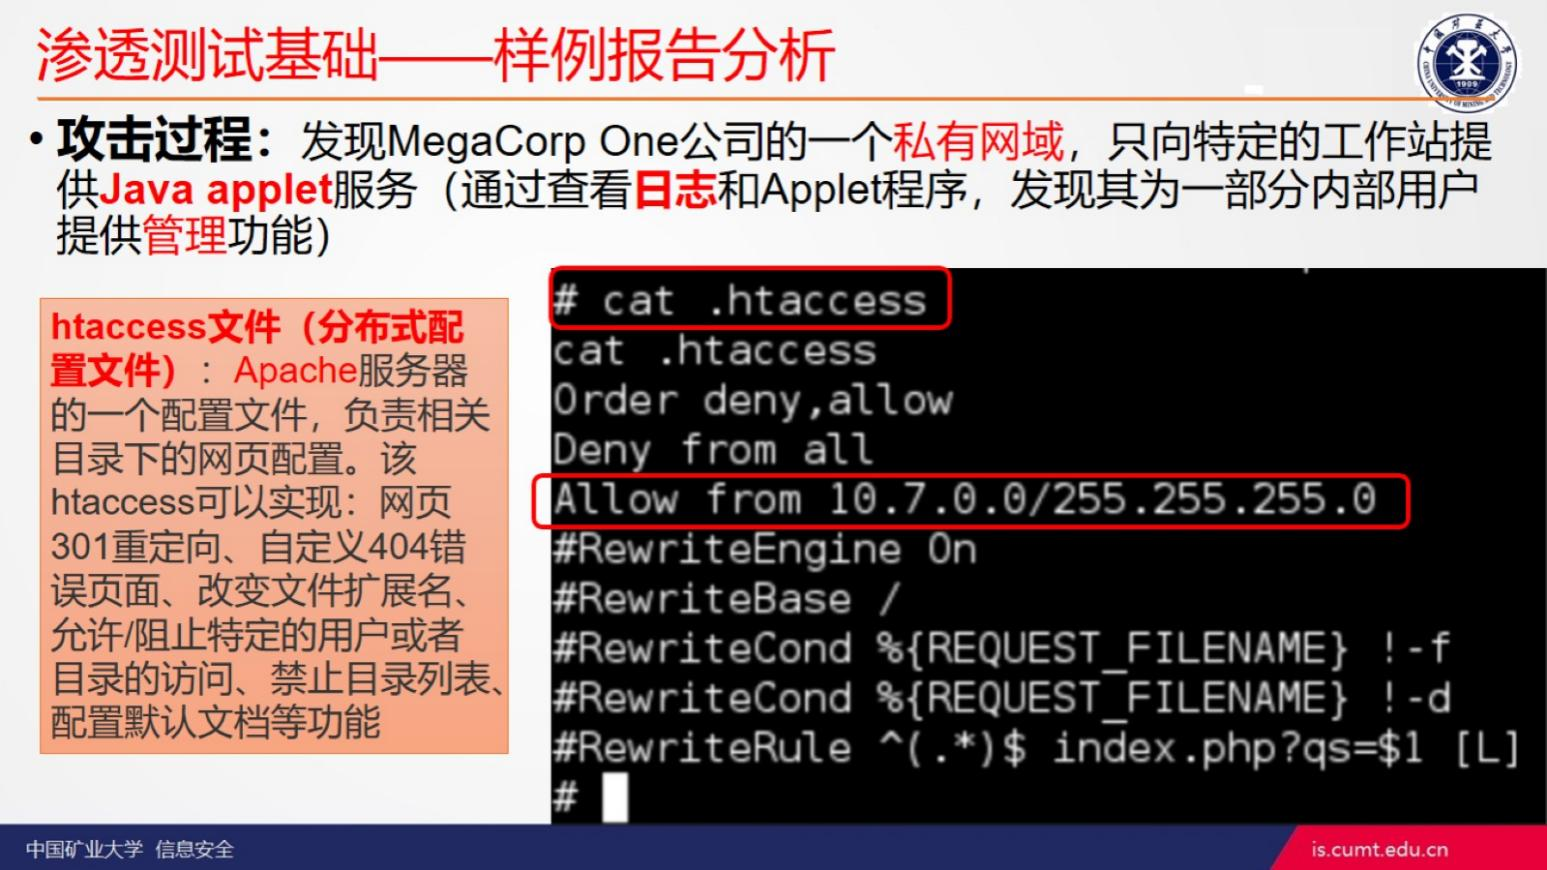 渗透测试基础——样例报告分析
• 攻击过程：发现MegaCorp One公司的一个私有网域，只向特定的工作站提
供Java applet服务（通过查看日志和Applet程序，发现其为一部分内部用户
提供管理功能）
htaccess文件（分布式配
置文件）：Apache服务器
的一个配置文件，负责相关
目录下的网页配置。该
htaccess可以实现：网页
301重定向、自定义404错
误页面、改变文件扩展名、
允许/阻止特定的用户或者
目录的访问、禁止目录列表、
配置默认文档等功能
# cat .htaccess
cat .htaccess
Order deny,allow
Deny from all
Allow from 10.7.0.0/255.255.255.0
#RewriteEngine On
#RewriteBase /
#RewriteCond %{REQUEST_FILENAME} !-f
#RewriteCond %{REQUEST_FILENAME} !-d
#RewriteRule ^(.*)$ index.php?qs=$1 [L]
#
中国矿业大学 信息安全
is.cumt.edu.cn
1909